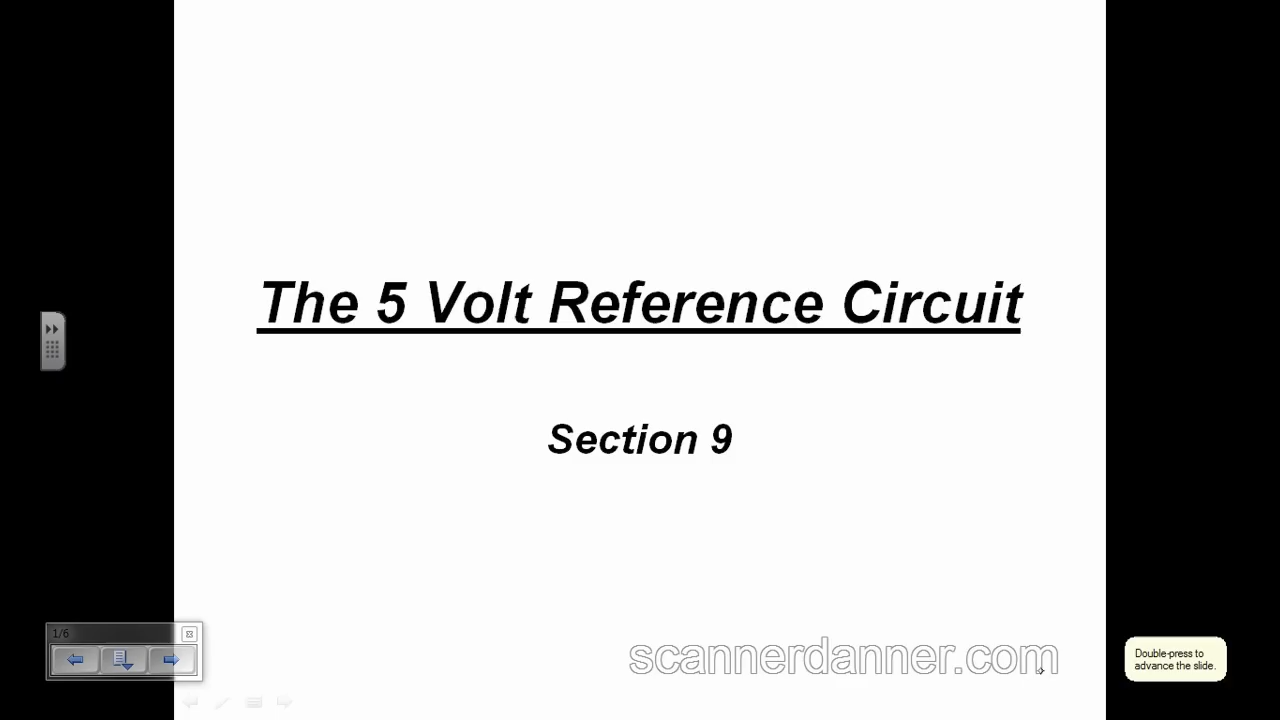 The 5 Volt Reference Circuit
Section 9
1/6
scannerdanner.com
Double-press to
advance the slide.